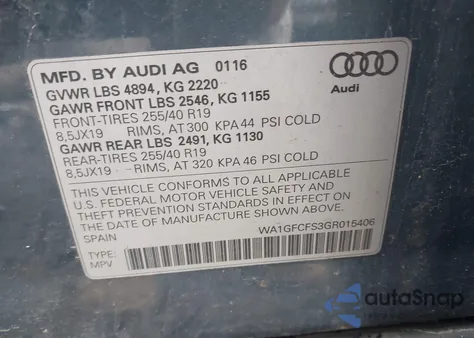 MFD. BY AUDI AG 0116
GVWR LBS 4894, KG 2220
GAWR FRONT LBS 2546, KG 1155
FRONT-TIRES 255/40 R19
8,5JX19 RIMS, AT 300 KPA 44 PSI COLD
GAWR REAR LBS 2491, KG 1130
REAR-TIRES 255/40 R19
8,5JX19 -RIMS, AT 320 KPA 46 PSI COLD
Audi
THIS VEHICLE CONFORMS TO ALL APPLICABLE
U.S. FEDERAL MOTOR VEHICLE SAFETY AND
THEFT PREVENTION STANDARDS IN EFFECT
ON THE DATE OF MANUFACTURE SHOWN ABOVE.
SPAIN
WA1GFCFS3GR015406
TYPE:
MPV
autoSnap